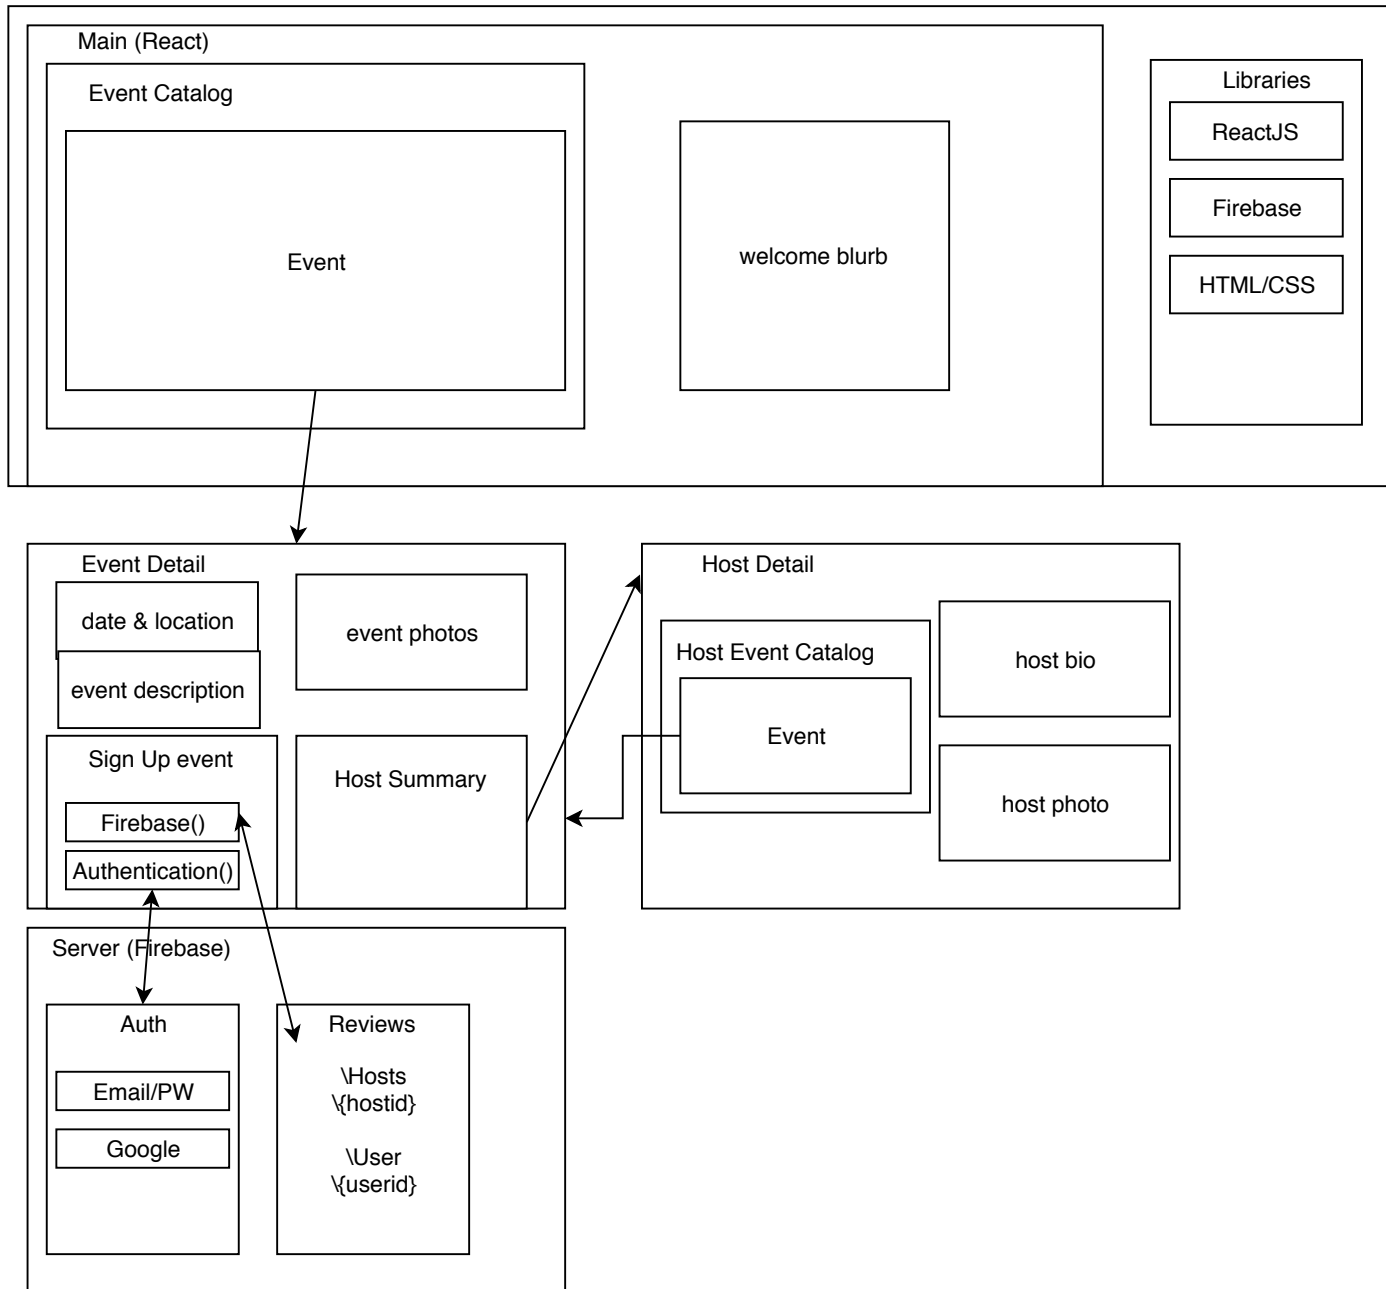 Main (React)
Event Catalog
Event
welcome blurb
Libraries
ReactJS
Firebase
HTML/CSS
Event Detail
date & location
event description
event photos
Sign Up event
Firebase()
Authentication()
Host Summary
Host Detail
Host Event Catalog
Event
host bio
host photo
Server (Firebase)
Auth
Email/PW
Google
Reviews
\Hosts
\{hostid}
\User
\{userid}